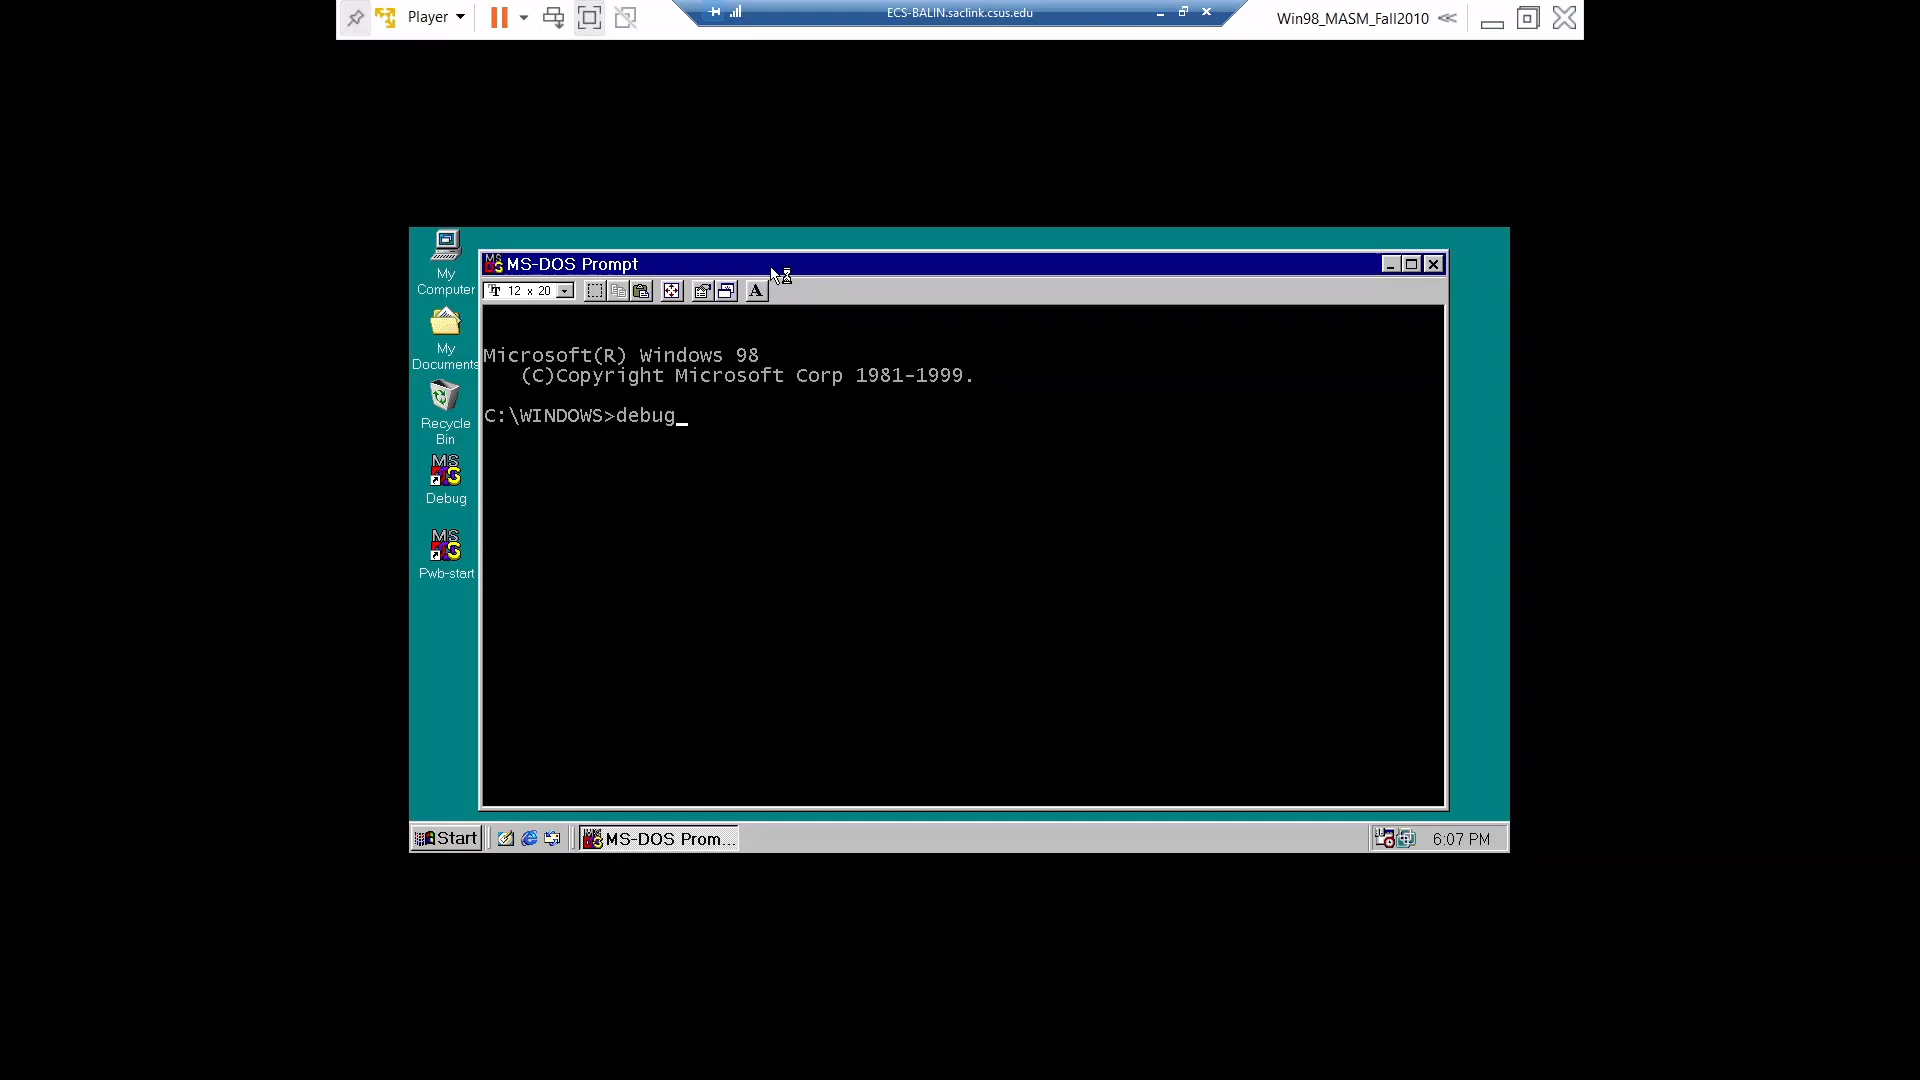 Player
ECS-BALIN.saclink.csus.edu
Win98_MASM_Fall2010
My
Computer
My
Documents
Recycle
Bin
MS
Debug
MS
Pwb-start
MS-DOS Prompt
12 x 20
A
Microsoft(R) Windows 98
(C)Copyright Microsoft Corp 1981-1999.
C:\WINDOWS>debug_
Start
MS-DOS Prom...
6:07 PM